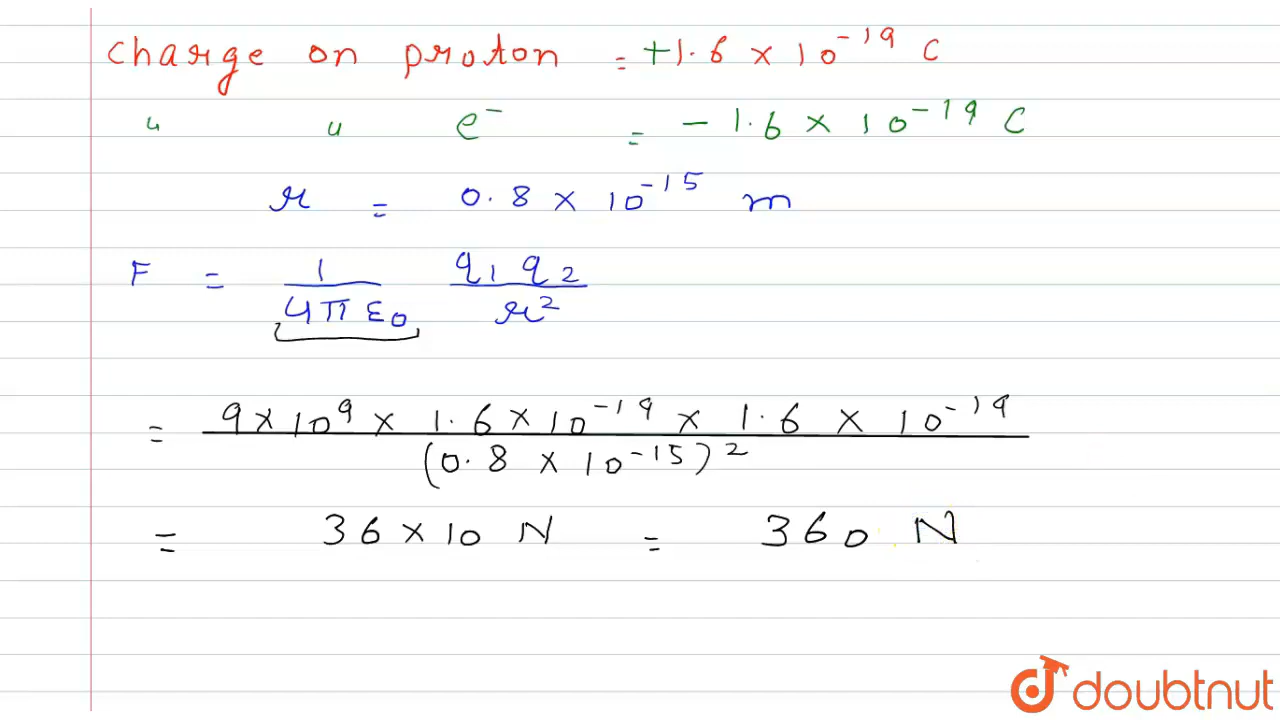 Charge on proton = +1.6 × 10⁻¹⁹ C
" " e⁻ = - 1.6 × 10⁻¹⁹ C
r = 0.8 × 10⁻¹⁵ m
F = 1/(4πε₀) q₁q₂/r²
= 9×10⁹ × 1.6×10⁻¹⁹ × 1.6 × 10⁻¹⁹ / (0.8 × 10⁻¹⁵)²
= 36×10 N = 360 N
doubtnut